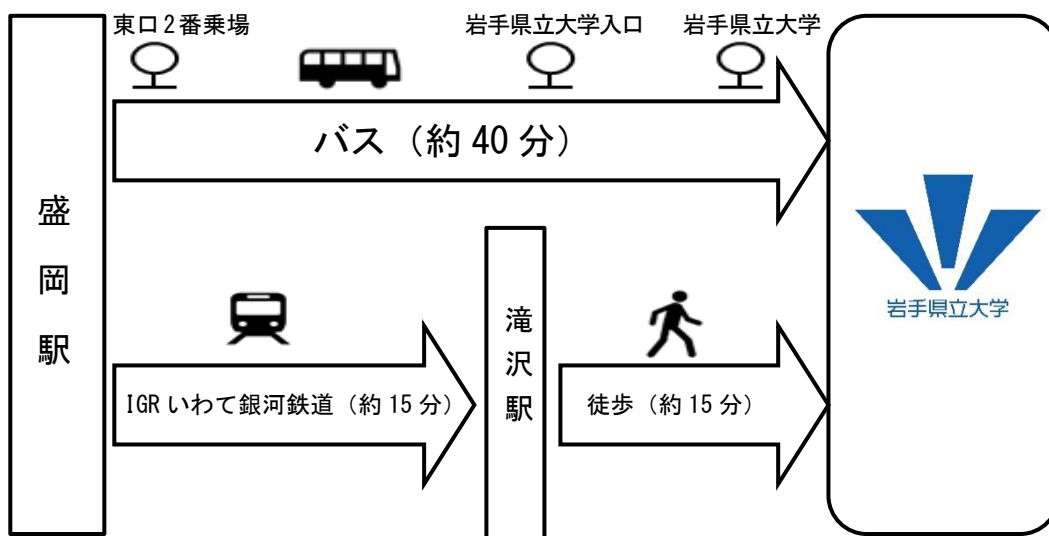 東口2番乗場
岩手県立大学入口
岩手県立大学
バス（約40分）
盛岡駅
岩手県立大学
滝沢駅
IGRいわて銀河鉄道（約15分）
徒歩（約15分）